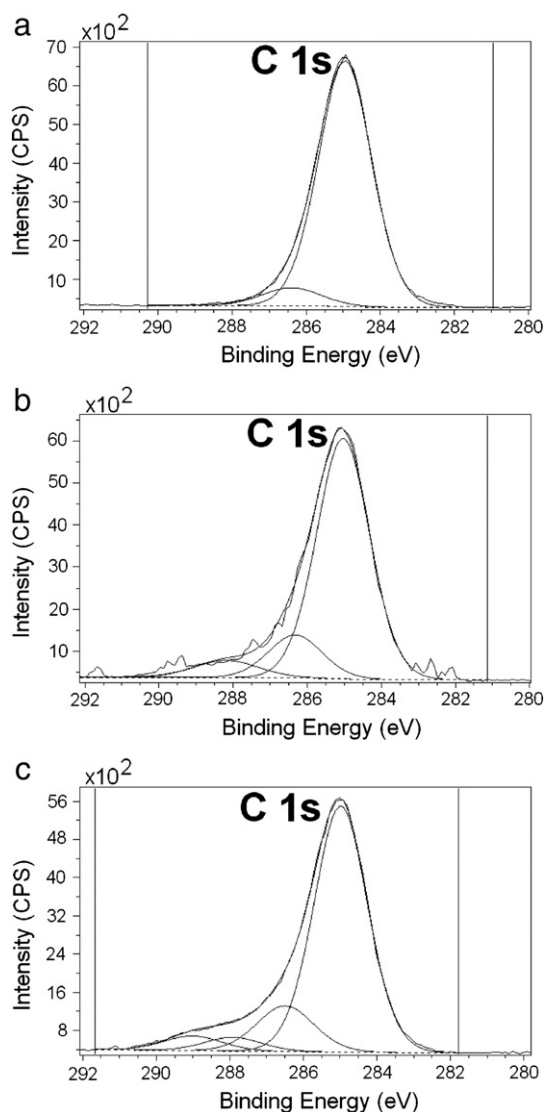 a
x10²
C 1s
70
60
50
40
30
20
10
Intensity (CPS)
292 290 288 286 284 282 280
Binding Energy (eV)
b
x10²
C 1s
60
50
40
30
20
10
Intensity (CPS)
292 290 288 286 284 282 280
Binding Energy (eV)
c
x10²
C 1s
56
48
40
32
24
16
8
Intensity (CPS)
292 290 288 286 284 282 280
Binding Energy (eV)